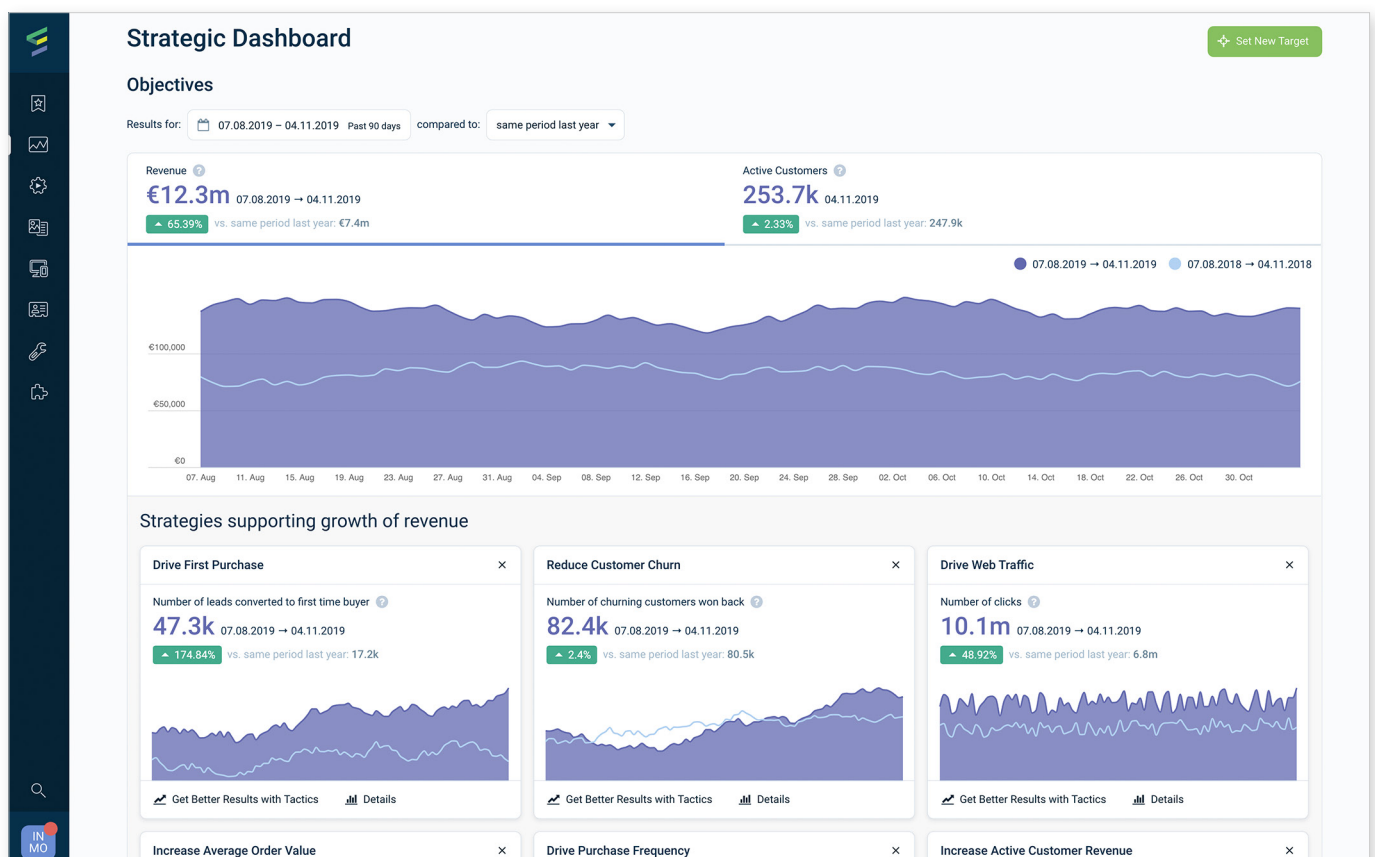 Strategic Dashboard
Set New Target
Objectives
Results for: 07.08.2019 – 04.11.2019 Past 90 days compared to: same period last year
Revenue ?
€12.3m 07.08.2019 → 04.11.2019
65.39% vs. same period last year: €7.4m
Active Customers ?
253.7k 04.11.2019
2.33% vs. same period last year: 247.9k
07.08.2019 → 04.11.2019 07.08.2018 → 04.11.2018
€100,000
€50,000
€0
07. Aug 11. Aug 15. Aug 19. Aug 23. Aug 27. Aug 31. Aug 04. Sep 08. Sep 12. Sep 16. Sep 20. Sep 24. Sep 28. Sep 02. Oct 06. Oct 10. Oct 14. Oct 18. Oct 22. Oct 26. Oct 30. Oct
Strategies supporting growth of revenue
Drive First Purchase
Number of leads converted to first time buyer ?
47.3k 07.08.2019 → 04.11.2019
174.84% vs. same period last year: 17.2k
Get Better Results with Tactics Details
Reduce Customer Churn
Number of churning customers won back ?
82.4k 07.08.2019 → 04.11.2019
2.4% vs. same period last year: 80.5k
Get Better Results with Tactics Details
Drive Web Traffic
Number of clicks ?
10.1m 07.08.2019 → 04.11.2019
48.92% vs. same period last year: 6.8m
Get Better Results with Tactics Details
Increase Average Order Value
Drive Purchase Frequency
Increase Active Customer Revenue
IN
MO